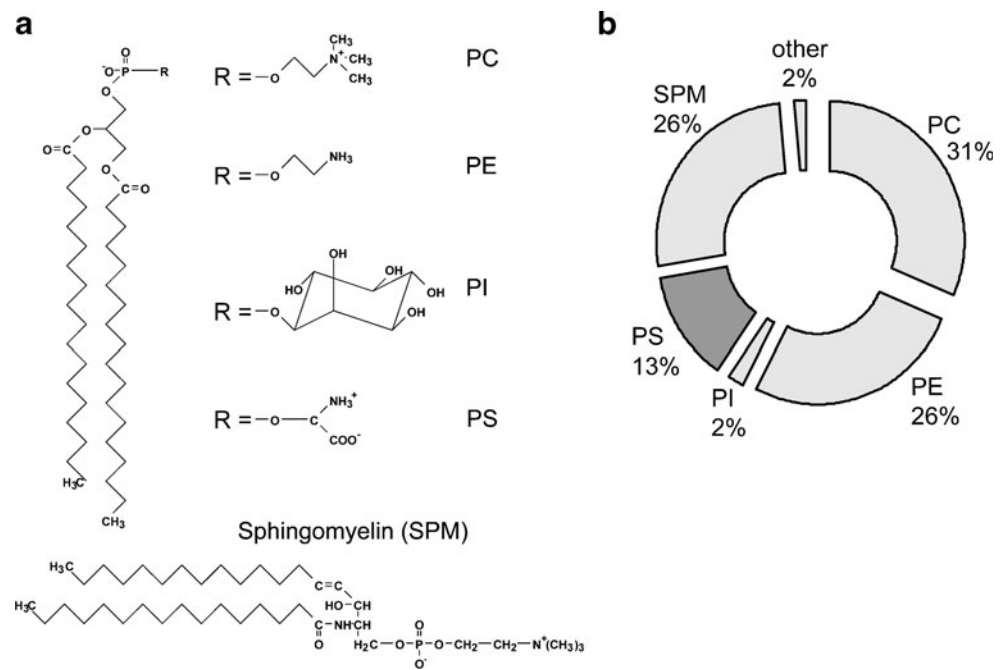 a
O
-O-P-R
O
O
O=C
O
C=O
H₃C
CH₃
R = -O
CH₃
N⁺-CH₃
CH₃
PC
R = -O
NH₃
PE
R = -O
OH
HO
OH
OH
OH
PI
R = -O
C
NH₃⁺
COO⁻
PS
Sphingomyelin (SPM)
H₃C
C=C
HO-CH
H₃C
C-NH-CH
O
O
H₂C-O-P-O-CH₂-CH₂-N⁺(CH₃)₃
O⁻
b
other
2%
SPM
26%
PC
31%
PS
13%
PI
2%
PE
26%